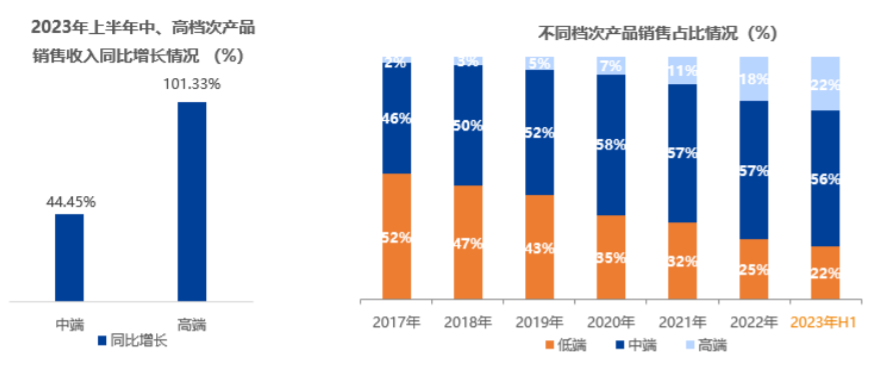 2023年上半年中、高档次产品
销售收入同比增长情况 （%）
101.33%
44.45%
中端
高端
同比增长
不同档次产品销售占比情况（%）
2%
3%
5%
7%
11%
18%
22%
46%
50%
52%
58%
57%
57%
56%
52%
47%
43%
35%
32%
25%
22%
2017年
2018年
2019年
2020年
2021年
2022年
2023年H1
低端
中端
高端